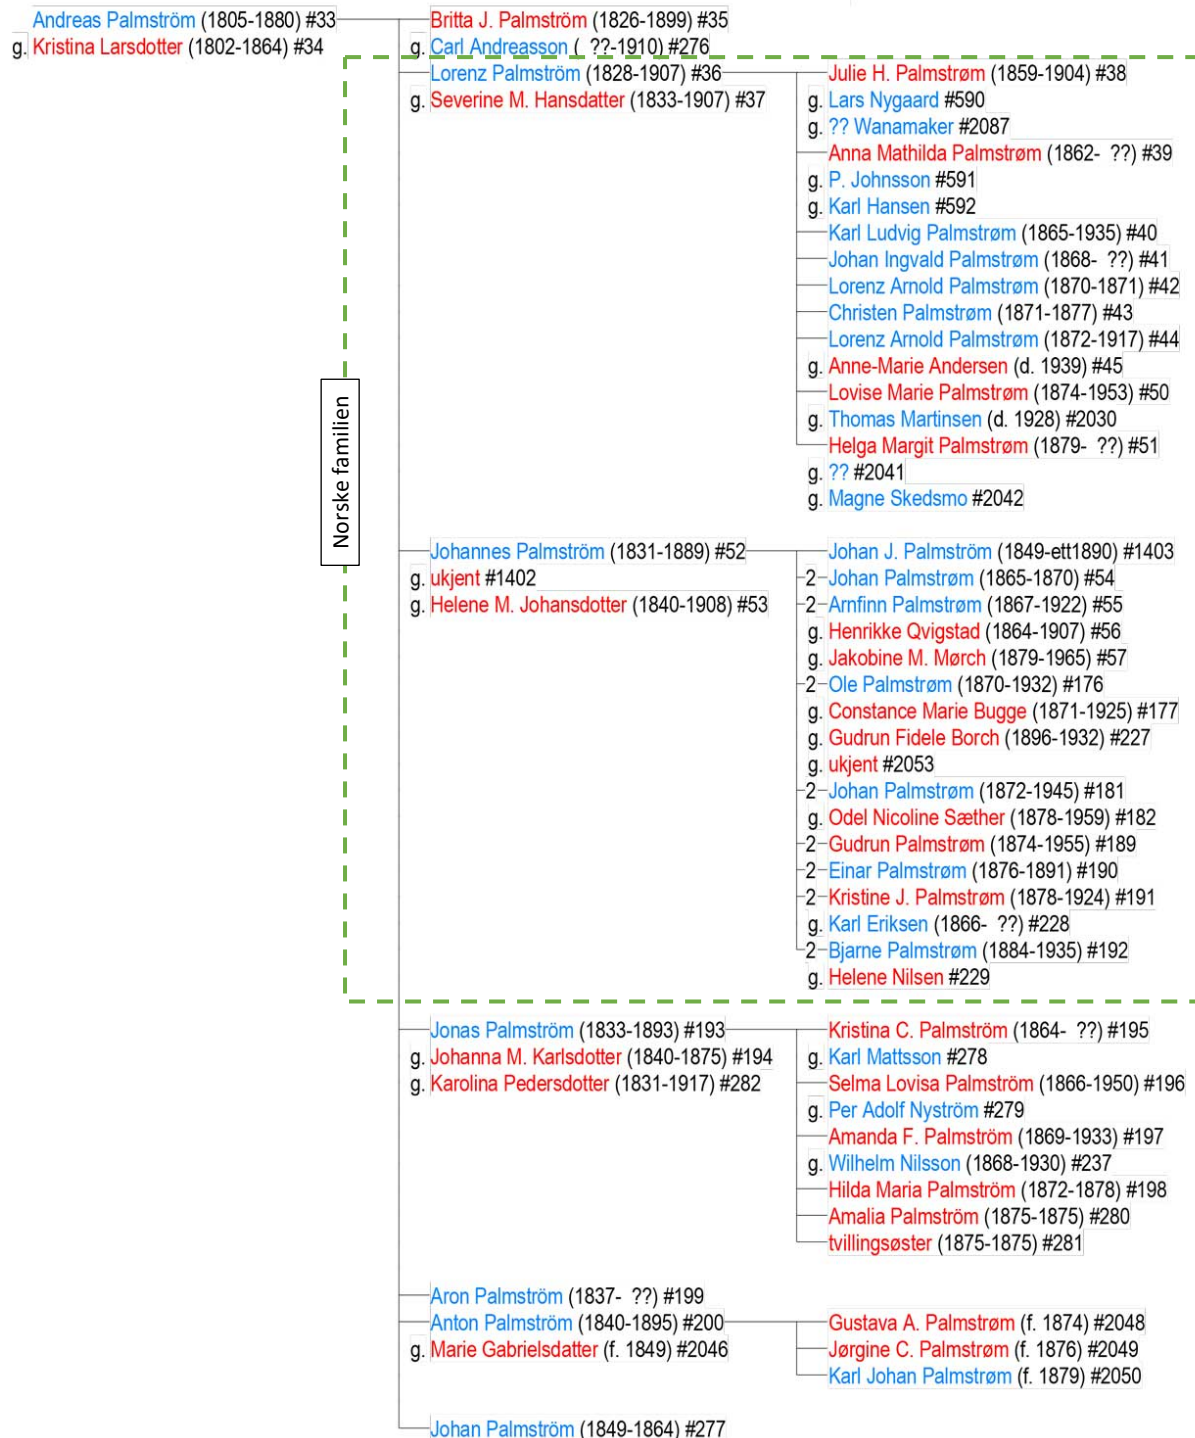 Andreas Palmström (1805-1880) #33
g. Kristina Larsdotter (1802-1864) #34
Britta J. Palmström (1826-1899) #35
g. Carl Andreasson ( ??-1910) #276
Lorenz Palmström (1828-1907) #36
g. Severine M. Hansdatter (1833-1907) #37
Julie H. Palmstrøm (1859-1904) #38
g. Lars Nygaard #590
g. ?? Wanamaker #2087
Anna Mathilda Palmstrøm (1862- ??) #39
g. P. Johnsson #591
g. Karl Hansen #592
Karl Ludvig Palmstrøm (1865-1935) #40
Johan Ingvald Palmstrøm (1868- ??) #41
Lorenz Arnold Palmstrøm (1870-1871) #42
Christen Palmstrøm (1871-1877) #43
Lorenz Arnold Palmstrøm (1872-1917) #44
g. Anne-Marie Andersen (d. 1939) #45
Lovise Marie Palmstrøm (1874-1953) #50
g. Thomas Martinsen (d. 1928) #2030
Helga Margit Palmstrøm (1879- ??) #51
g. ?? #2041
g. Magne Skedsmo #2042
Norske familien
Johannes Palmström (1831-1889) #52
g. ukjent #1402
g. Helene M. Johansdotter (1840-1908) #53
Johan J. Palmström (1849-ett1890) #1403
2 Johan Palmstrøm (1865-1870) #54
2 Arnfinn Palmstrøm (1867-1922) #55
g. Henrikke Qvigstad (1864-1907) #56
g. Jakobine M. Mørch (1879-1965) #57
2 Ole Palmstrøm (1870-1932) #176
g. Constance Marie Bugge (1871-1925) #177
g. Gudrun Fidele Borch (1896-1932) #227
g. ukjent #2053
2 Johan Palmstrøm (1872-1945) #181
g. Odel Nicoline Sæther (1878-1959) #182
2 Gudrun Palmstrøm (1874-1955) #189
2 Einar Palmstrøm (1876-1891) #190
2 Kristine J. Palmstrøm (1878-1924) #191
g. Karl Eriksen (1866- ??) #228
2 Bjarne Palmstrøm (1884-1935) #192
g. Helene Nilsen #229
Jonas Palmström (1833-1893) #193
g. Johanna M. Karlsdotter (1840-1875) #194
g. Karolina Pedersdotter (1831-1917) #282
Kristina C. Palmström (1864- ??) #195
g. Karl Mattsson #278
Selma Lovisa Palmström (1866-1950) #196
g. Per Adolf Nyström #279
Amanda F. Palmström (1869-1933) #197
g. Wilhelm Nilsson (1868-1930) #237
Hilda Maria Palmström (1872-1878) #198
Amalia Palmström (1875-1875) #280
tvillingsøster (1875-1875) #281
Aron Palmström (1837- ??) #199
Anton Palmström (1840-1895) #200
g. Marie Gabrielsdatter (f. 1849) #2046
Gustava A. Palmstrøm (f. 1874) #2048
Jørgine C. Palmstrøm (f. 1876) #2049
Karl Johan Palmstrøm (f. 1879) #2050
Johan Palmström (1849-1864) #277